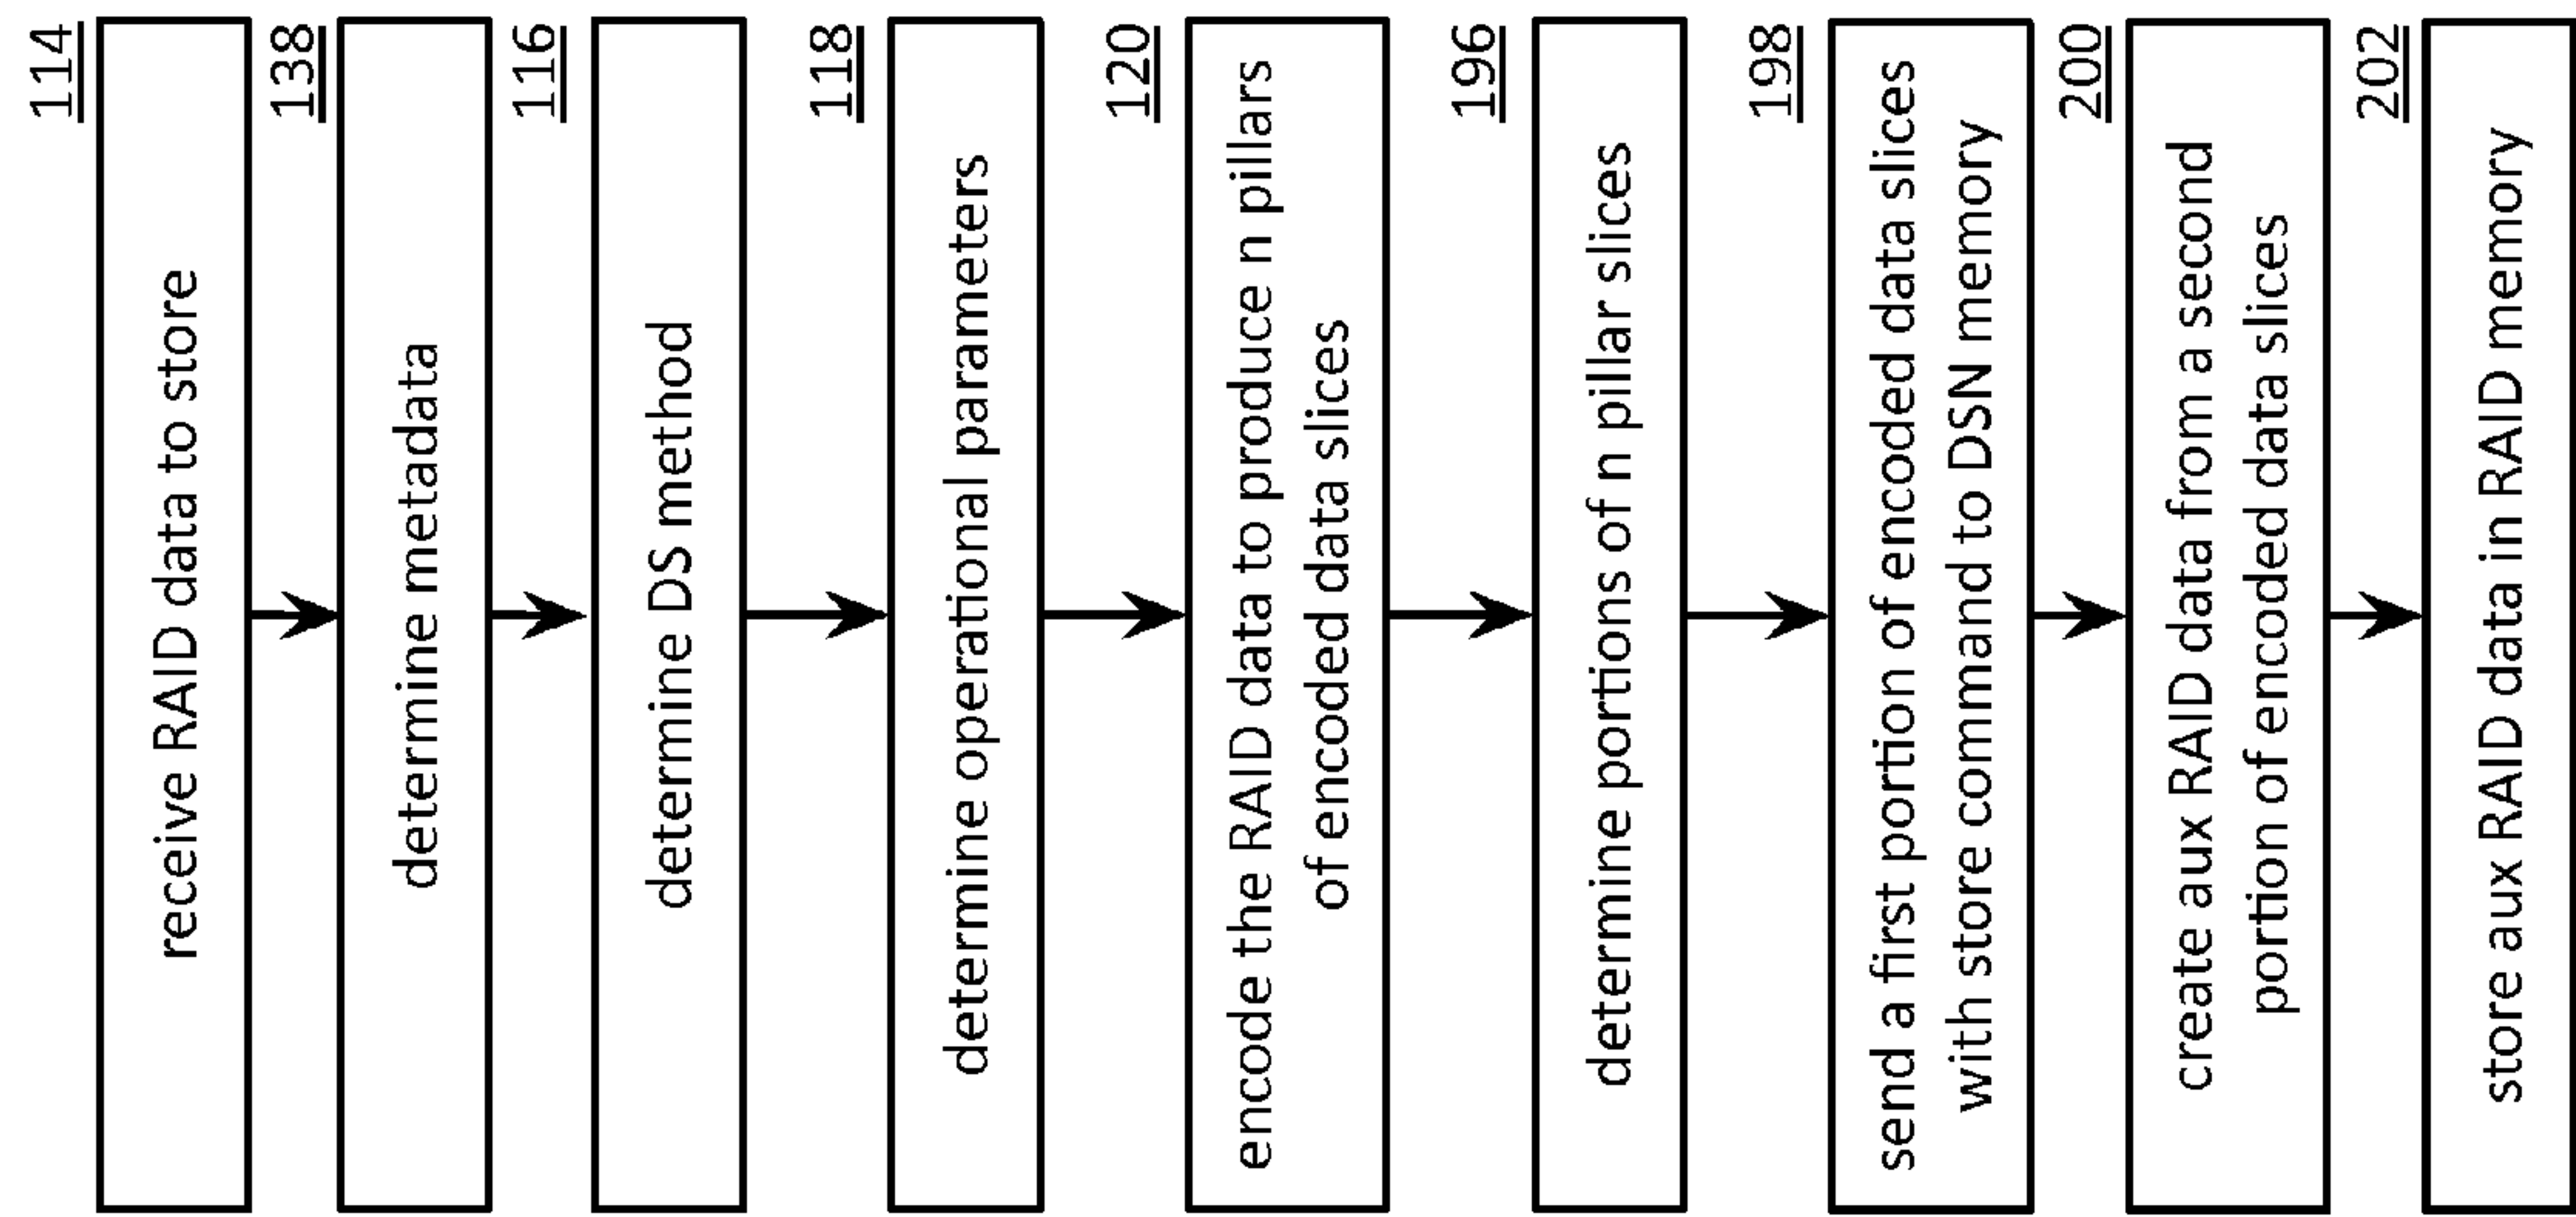 114
receive RAID data to store
138
determine metadata
116
determine DS method
118
determine operational parameters
120
encode the RAID data to produce n pillars
of encoded data slices
196
determine portions of n pillar slices
198
send a first portion of encoded data slices
with store command and to DSN memory
200
create aux RAID data from a second
portion of encoded data slices
202
store aux RAID data in RAID memory